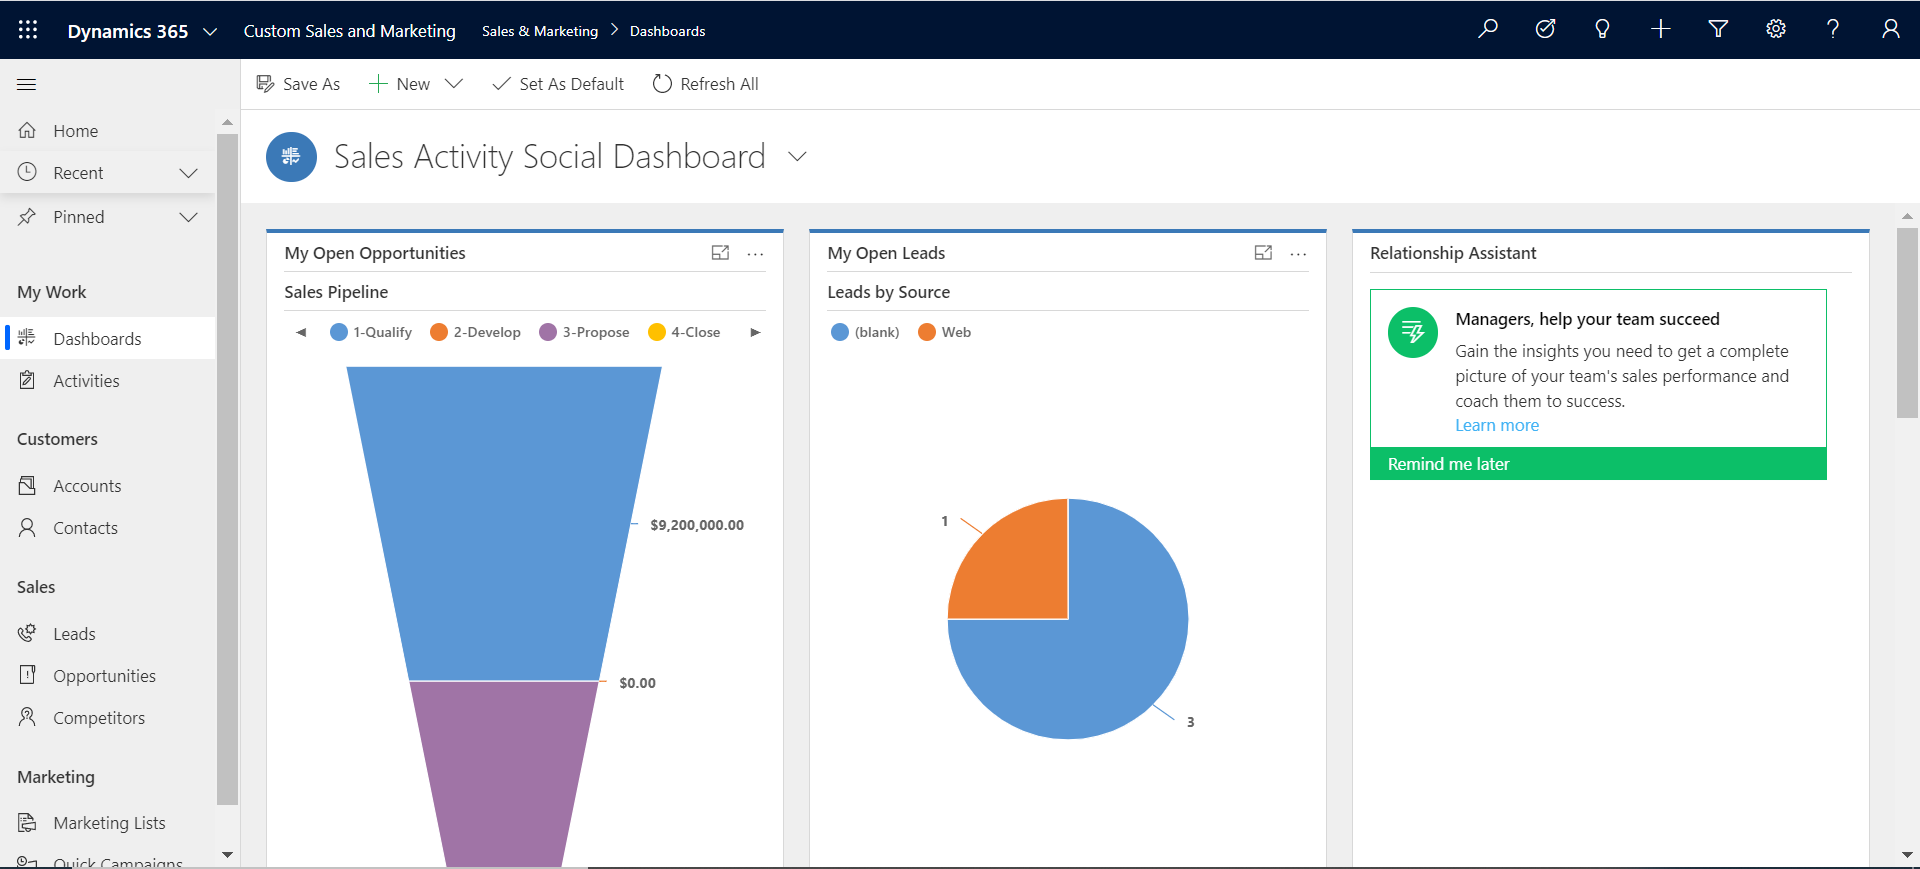 Dynamics 365 Custom Sales and Marketing Sales & Marketing Dashboards
Save As New Set As Default Refresh All
Home
Recent
Pinned
My Work
Dashboards
Activities
Customers
Accounts
Contacts
Sales
Leads
Opportunities
Competitors
Marketing
Marketing Lists
Quick Campaigns
Sales Activity Social Dashboard
My Open Opportunities
Sales Pipeline
1-Qualify 2-Develop 3-Propose 4-Close
$9,200,000.00
$0.00
My Open Leads
Leads by Source
(blank) Web
1
3
Relationship Assistant
Managers, help your team succeed
Gain the insights you need to get a complete
picture of your team's sales performance and
coach them to success.
Learn more
Remind me later